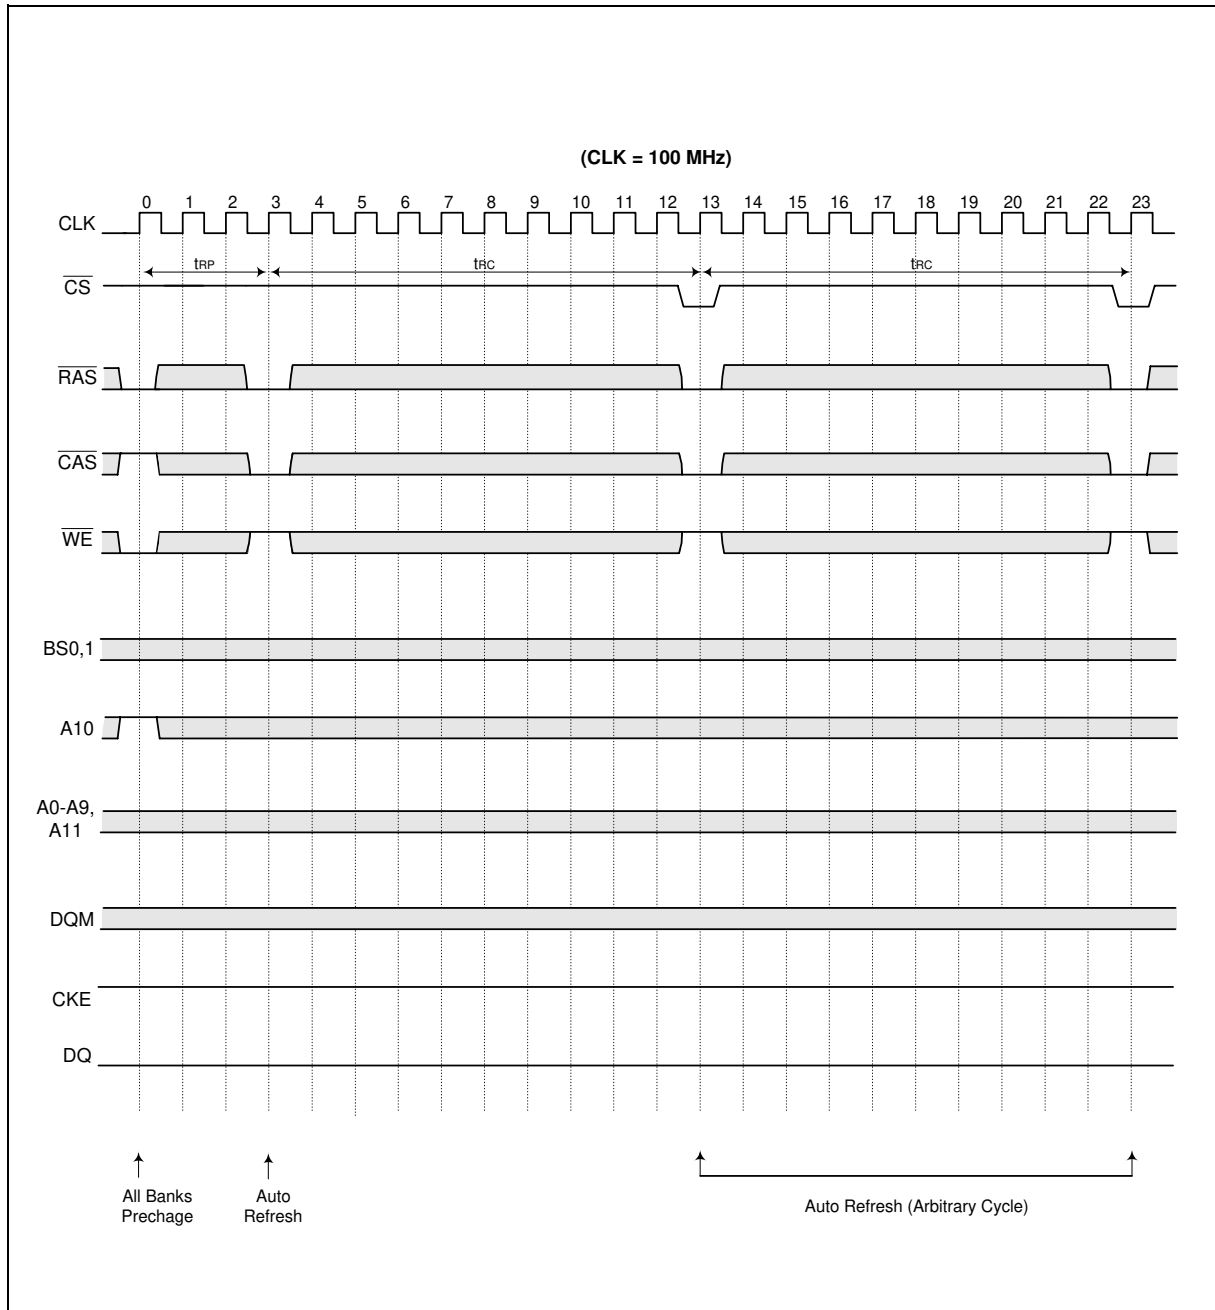 (CLK = 100 MHz)
0 1 2 3 4 5 6 7 8 9 10 11 12 13 14 15 16 17 18 19 20 21 22 23
CLK
tRP tRC tRC
CS
RAS
CAS
WE
BS0,1
A10
A0-A9,
A11
DQM
CKE
DQ
All Banks
Prechage
Auto
Refresh
Auto Refresh (Arbitrary Cycle)